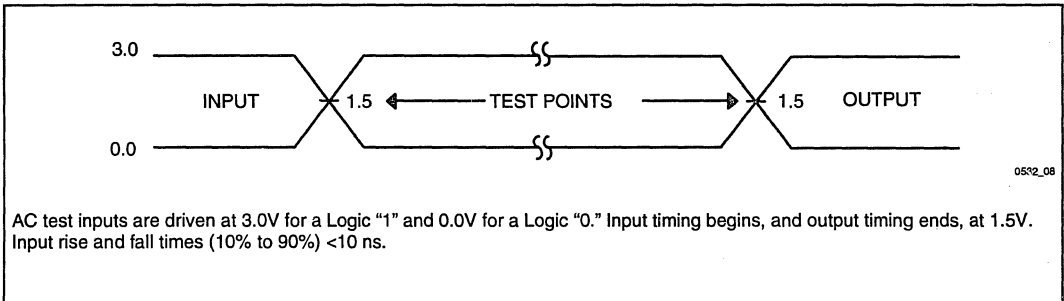 3.0
INPUT 1.5 TEST POINTS 1.5 OUTPUT
0.0
0532_08
AC test inputs are driven at 3.0V for a Logic “1” and 0.0V for a Logic “0.” Input timing begins, and output timing ends, at 1.5V.
Input rise and fall times (10% to 90%) <10 ns.